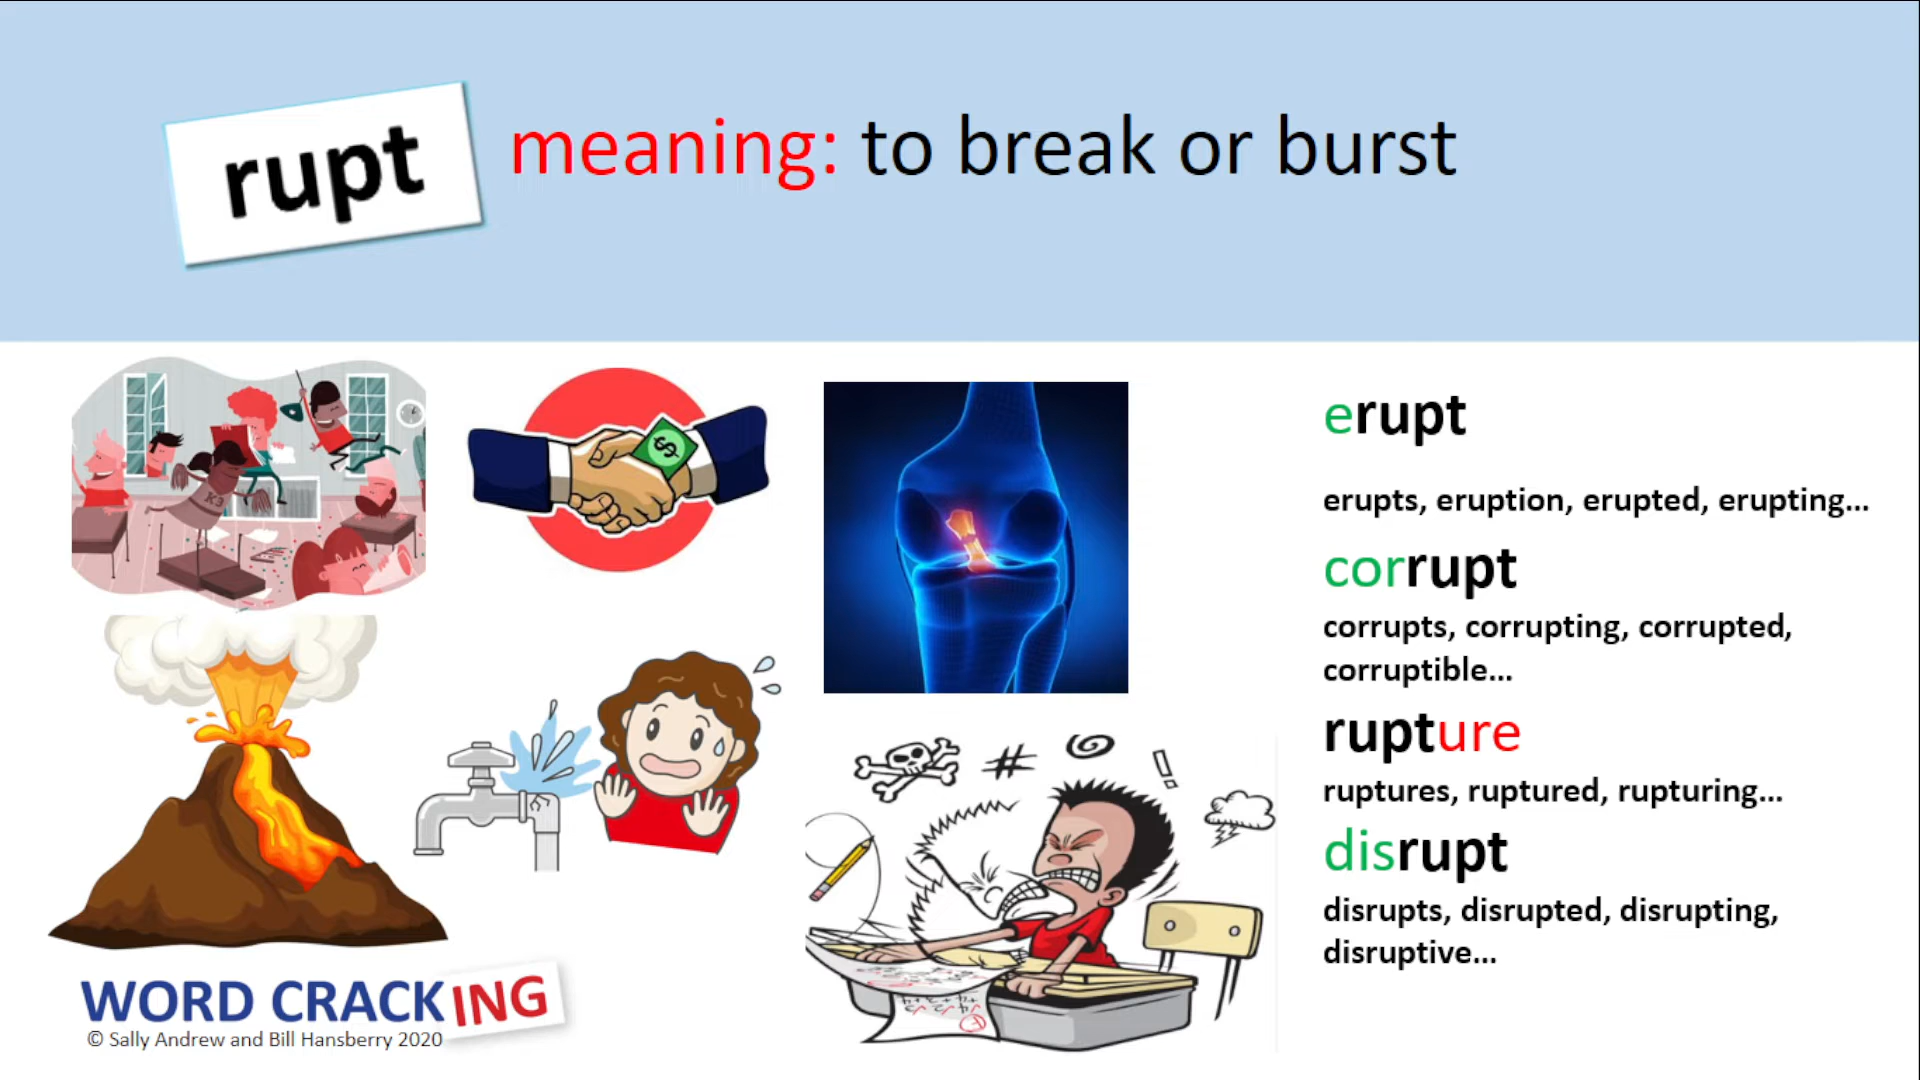 rupt
meaning: to break or burst
erupt
erupts, eruption, erupted, erupting...
corrupt
corrupts, corrupting, corrupted,
corruptible...
rupture
ruptures, ruptured, rupturing...
disrupt
disrupts, disrupted, disrupting,
disruptive...
WORD CRACKING
© Sally Andrew and Bill Hansberry 2020